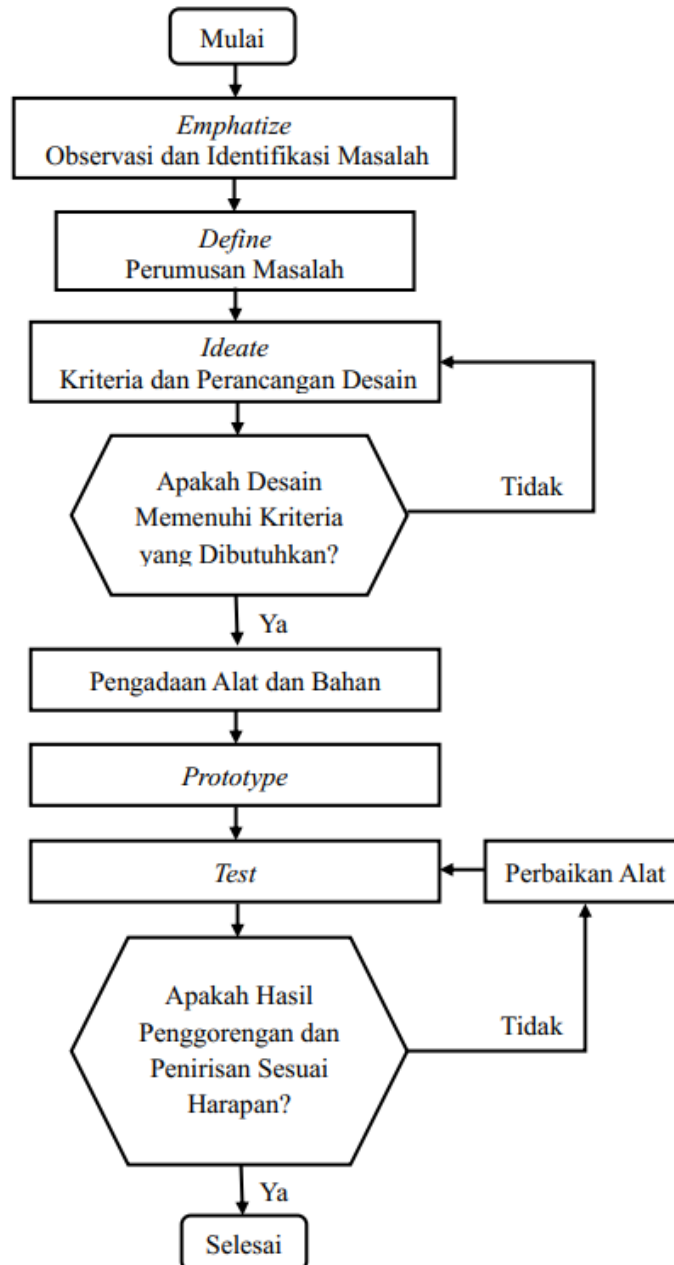 Mulai
Emphatize
Observasi dan Identifikasi Masalah
Define
Perumusan Masalah
Ideate
Kriteria dan Perancangan Desain
Apakah Desain
Memenuhi Kriteria
yang Dibutuhkan?
Tidak
Ya
Pengadaan Alat dan Bahan
Prototype
Test
Perbaikan Alat
Apakah Hasil
Penggorengan dan
Penirisan Sesuai
Harapan?
Tidak
Ya
Selesai